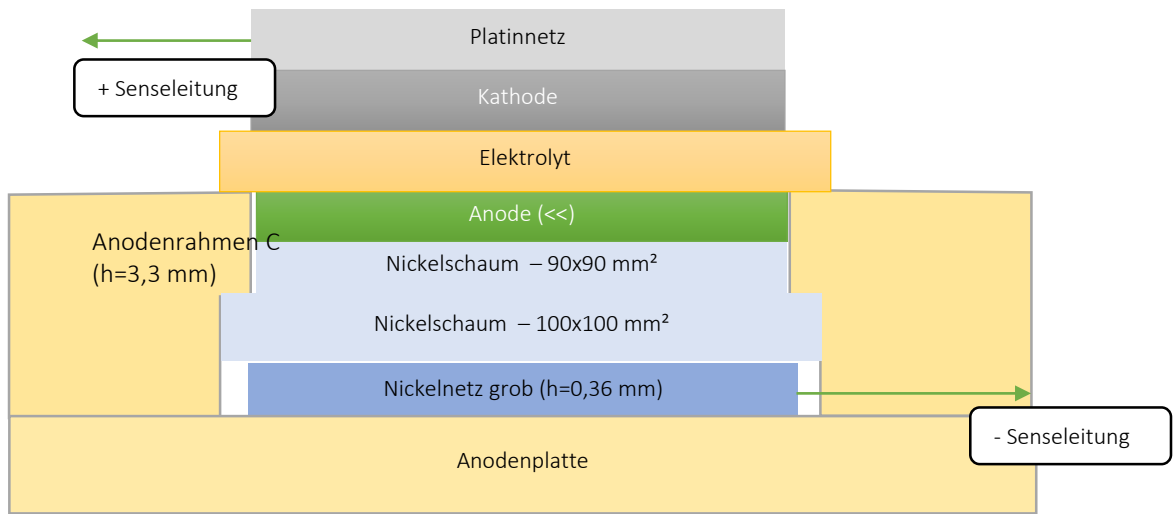 Platinnetz
+ Senseleitung
Kathode
Elektrolyt
Anode (<<)
Anodenrahmen C
(h=3,3 mm)
Nickelschaum – 90x90 mm²
Nickelschaum – 100x100 mm²
Nickelnetz grob (h=0,36 mm)
- Senseleitung
Anodenplatte